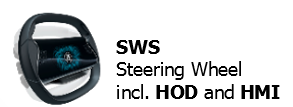 SWS
Steering Wheel
incl. HOD and HMI